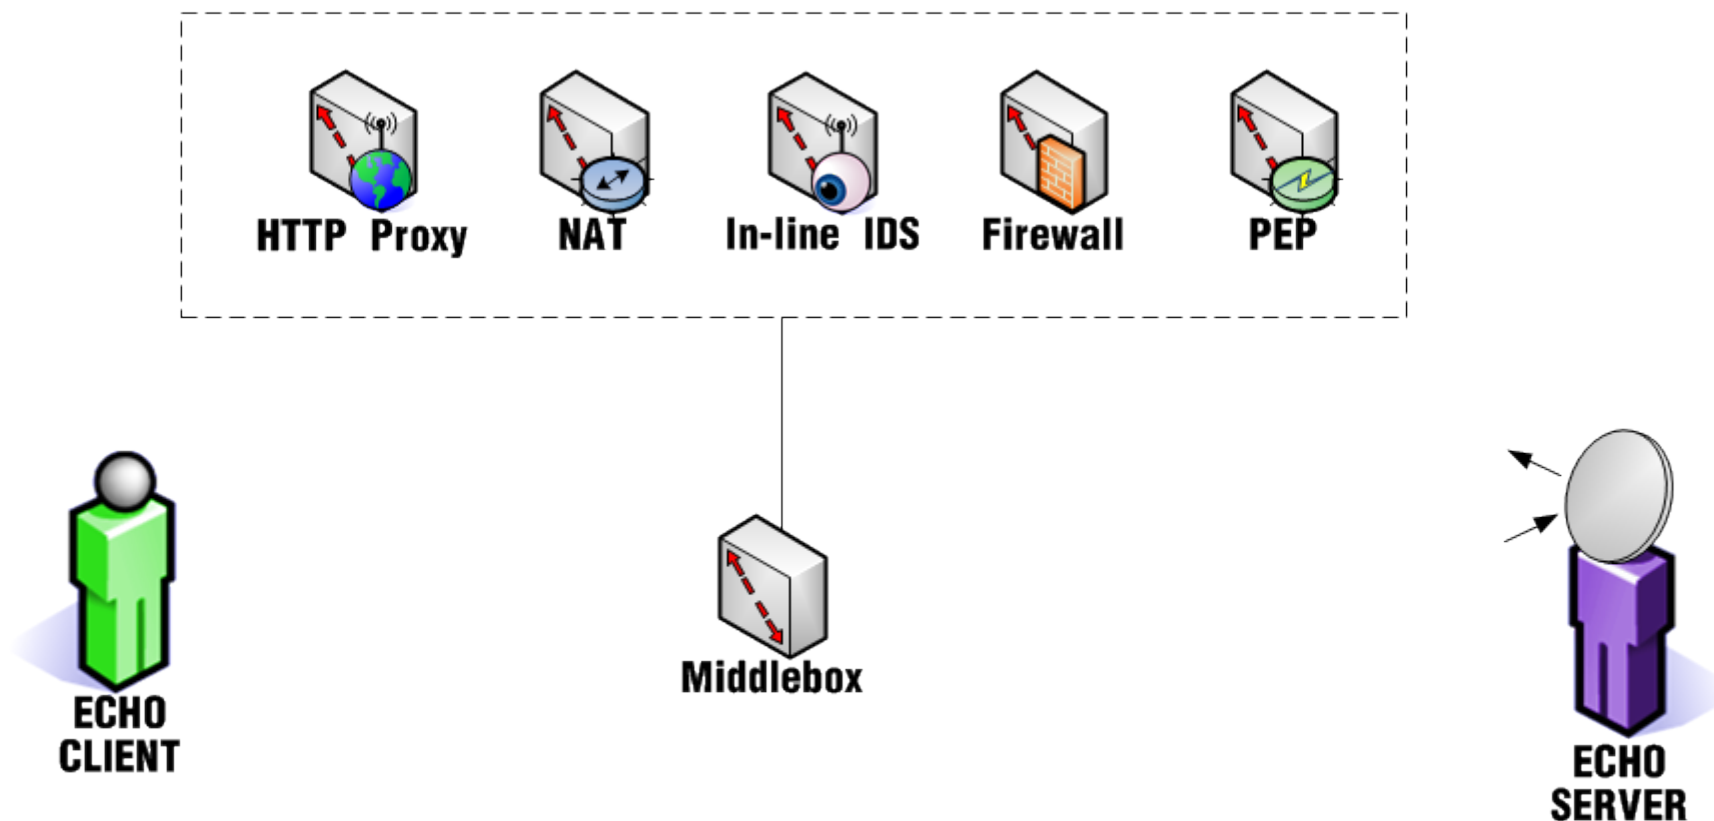 HTTP Proxy
NAT
In-line IDS
Firewall
PEP
Middlebox
ECHO
CLIENT
ECHO
SERVER